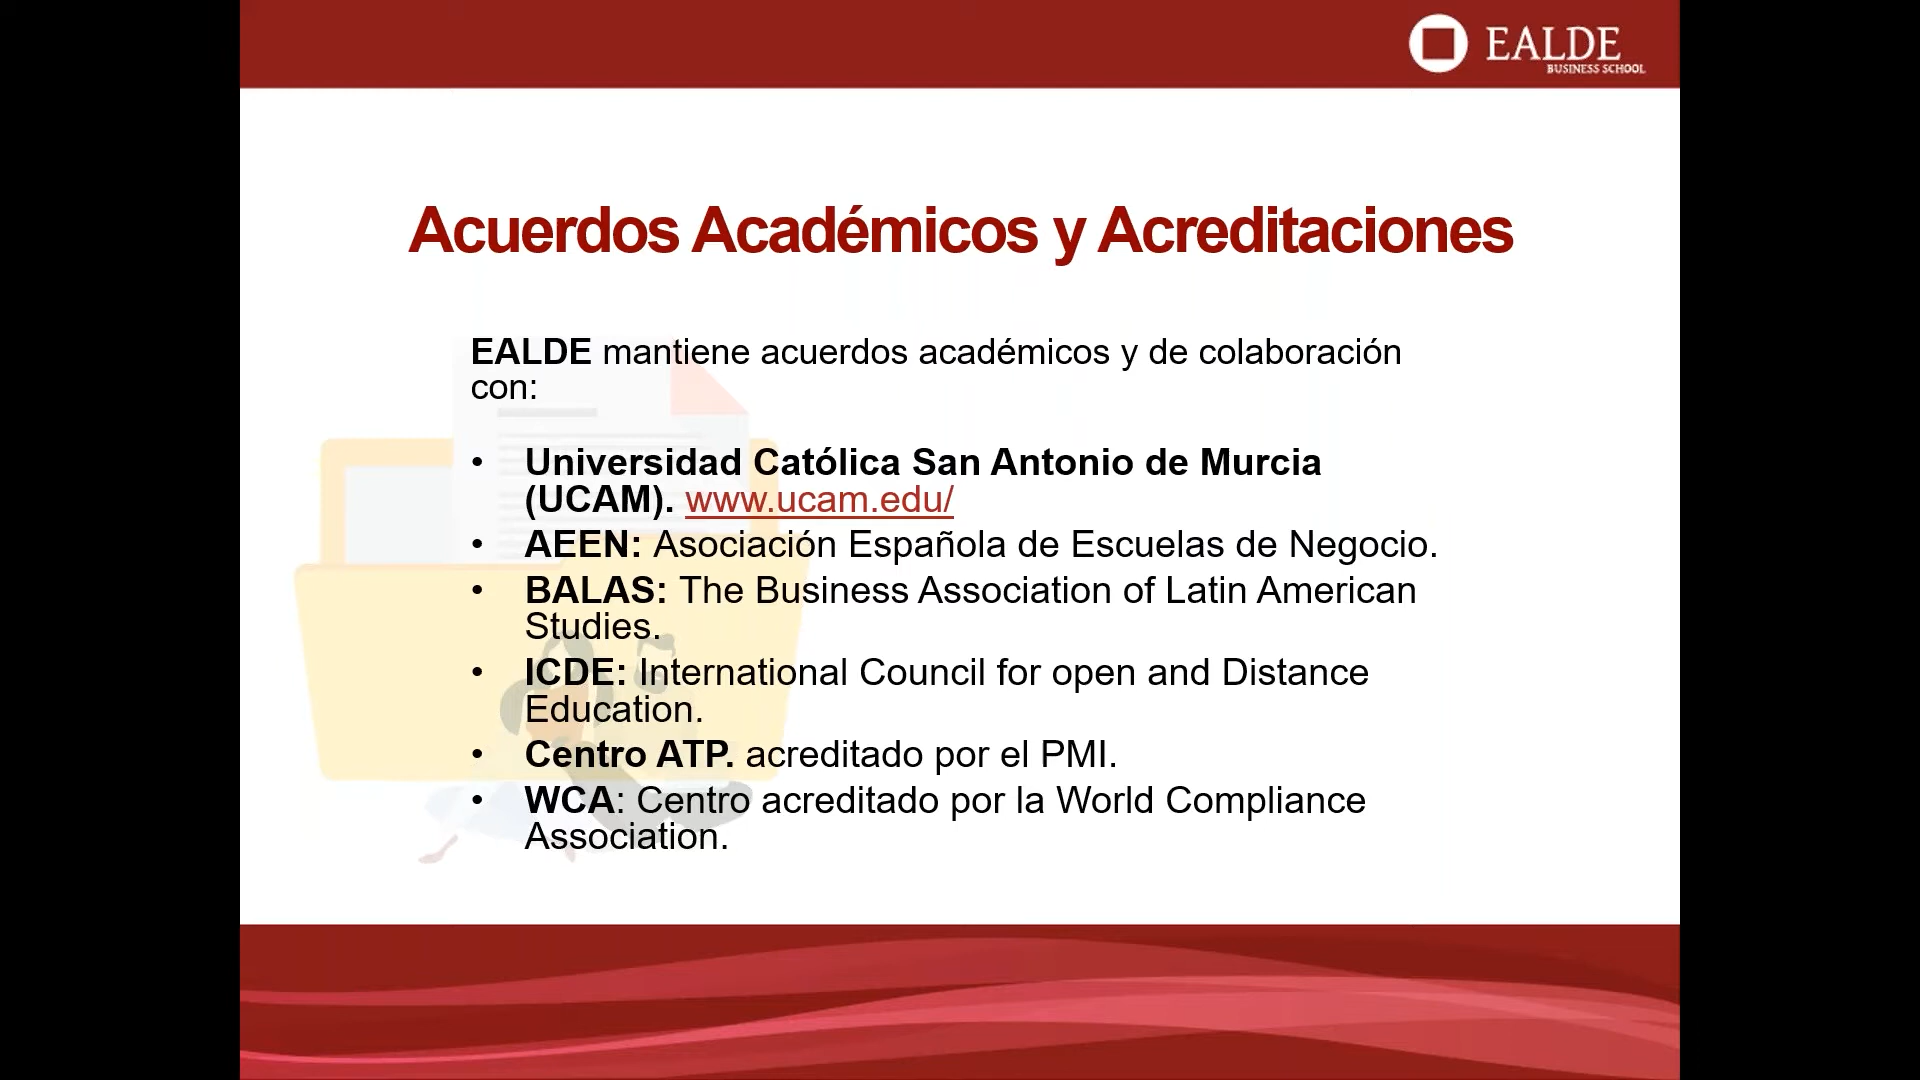 EALDE
BUSINESS SCHOOL
Acuerdos Académicos y Acreditaciones
EALDE mantiene acuerdos académicos y de colaboración
con:
• Universidad Católica San Antonio de Murcia
(UCAM). www.ucam.edu/
• AEEN: Asociación Española de Escuelas de Negocio.
• BALAS: The Business Association of Latin American
Studies.
• ICDE: International Council for open and Distance
Education.
• Centro ATP. acreditado por el PMI.
• WCA: Centro acreditado por la World Compliance
Association.